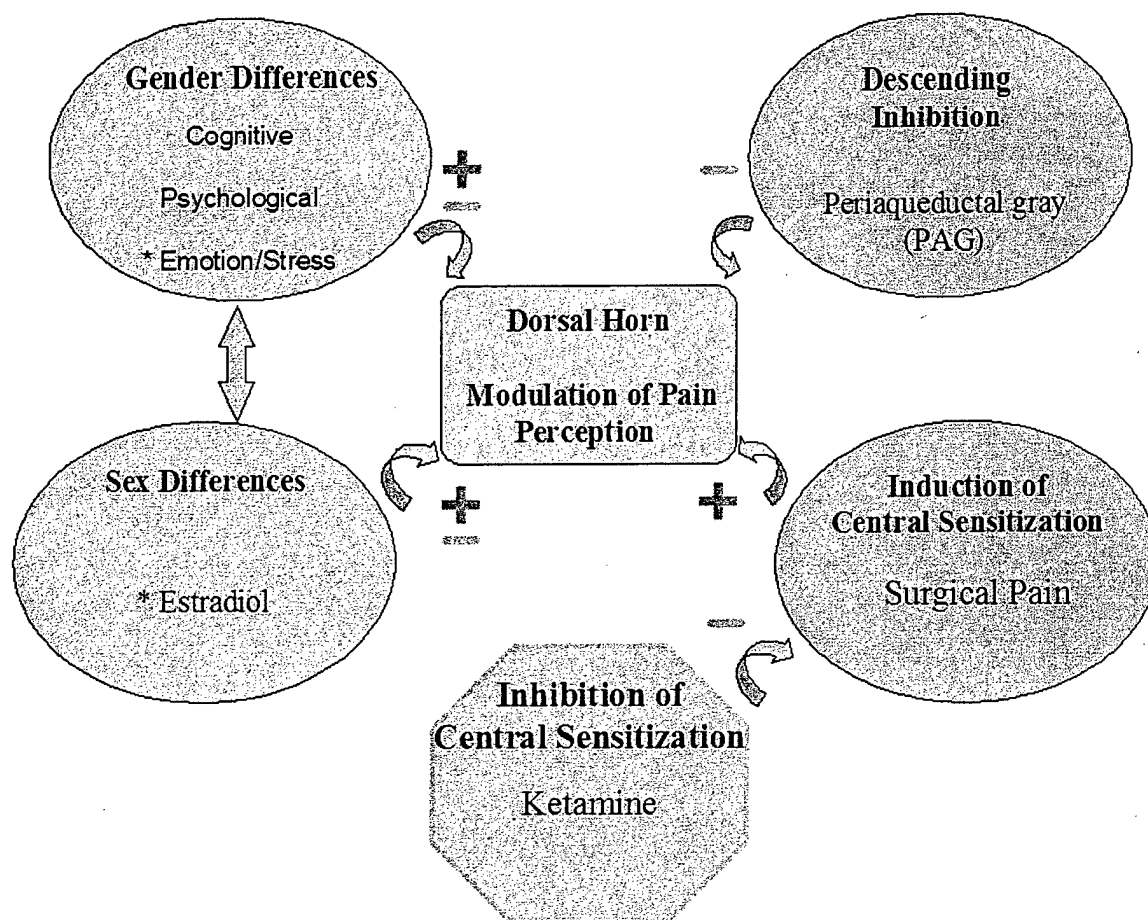 Gender Differences
Cognitive
Psychological
* Emotion/Stress
+
−
Descending
Inhibition
Periaqueductal gray
(PAG)
−
Dorsal Horn
Modulation of Pain
Perception
Sex Differences
* Estradiol
+
−
Induction of
Central Sensitization
Surgical Pain
+
Inhibition of
Central Sensitization
Ketamine
−